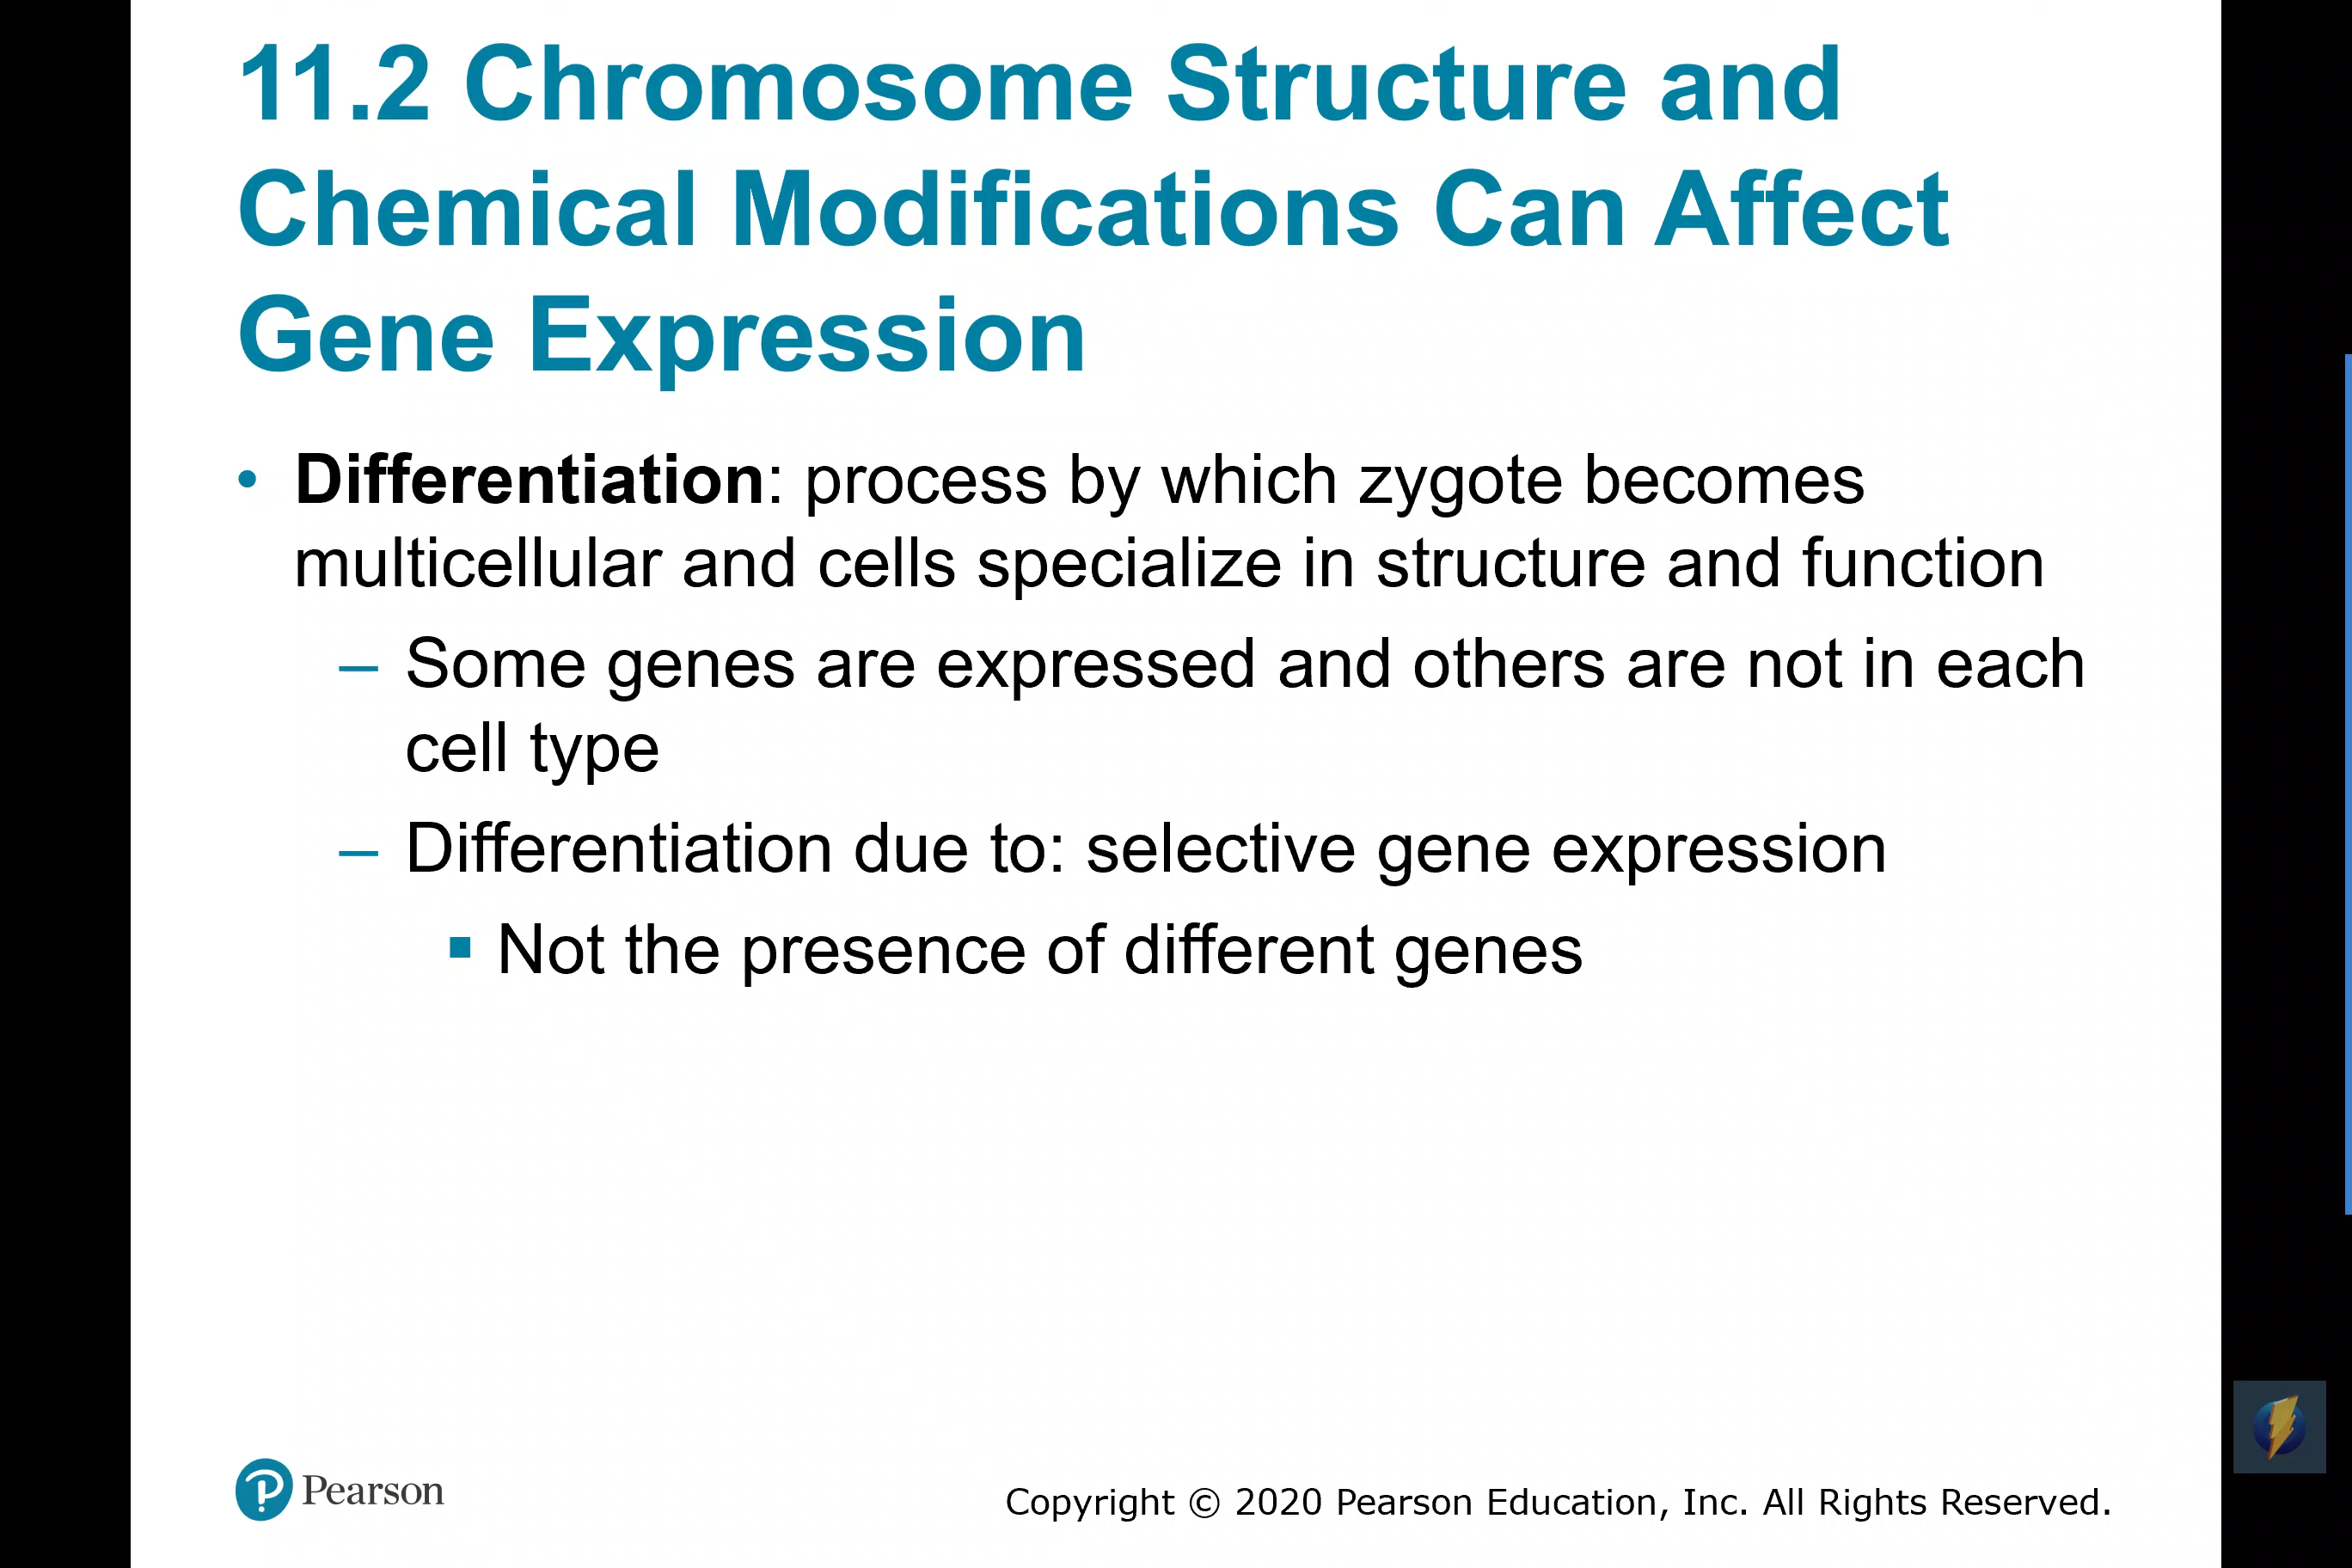 11.2 Chromosome Structure and
Chemical Modifications Can Affect
Gene Expression
• Differentiation: process by which zygote becomes
multicellular and cells specialize in structure and function
– Some genes are expressed and others are not in each
cell type
– Differentiation due to: selective gene expression
▪ Not the presence of different genes
Pearson
Copyright © 2020 Pearson Education, Inc. All Rights Reserved.